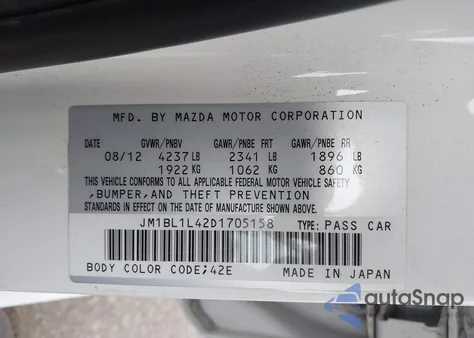 MFD. BY MAZDA MOTOR CORPORATION
DATE GVWR/PNBV GAWR/PNBE FRT GAWR/PNBE RR
08/12 4237LB 2341 LB 1896 LB
1922 KG 1062 KG 860 KG
THIS VEHICLE CONFORMS TO ALL APPLICABLE FEDERAL MOTOR VEHICLE SAFETY,
BUMPER,AND THEFT PREVENTION
STANDARDS IN EFFECT ON THE DATE OF MANUFACTURE SHOWN ABOVE.
JM1BL1L42D1705158 TYPE: PASS CAR
BODY COLOR CODE;42E MADE IN JAPAN
autoSnap